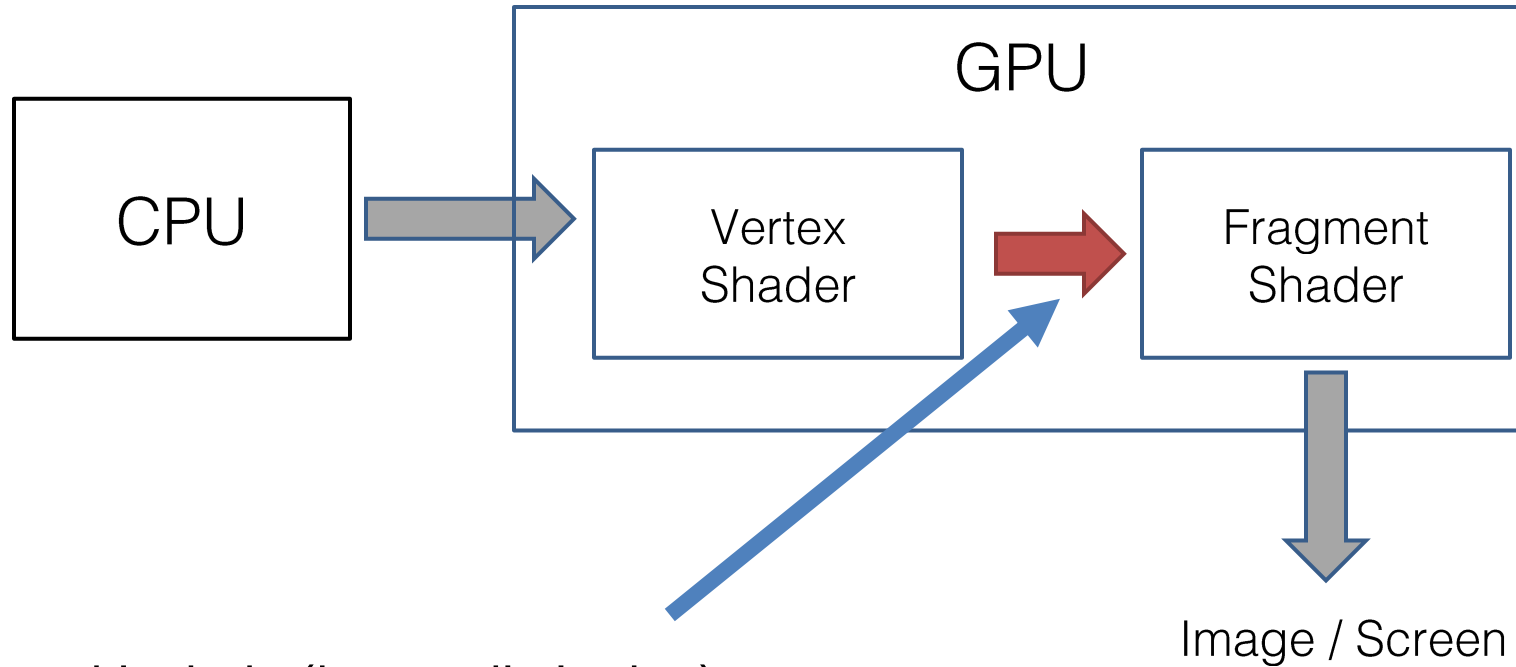 GPU
CPU
Vertex
Shader
Fragment
Shader
Image / Screen